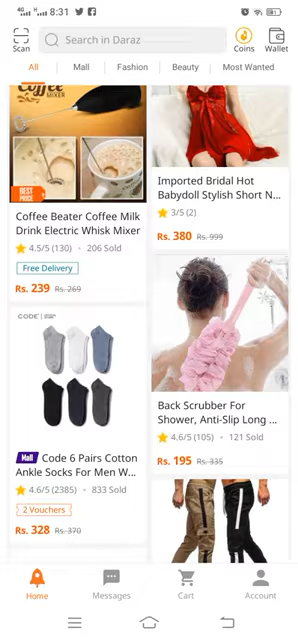 4G H 8:31
Scan
Search in Daraz
Coins
Wallet
All
Mall
Fashion
Beauty
Most Wanted
Coffee
MIXER
BEST
PRICE
Coffee Beater Coffee Milk
Drink Electric Whisk Mixer
4.5/5 (130) • 206 Sold
Free Delivery
Rs. 239 Rs. 269
CODE
Mall Code 6 Pairs Cotton
Ankle Socks For Men W...
4.6/5 (2385) • 833 Sold
2 Vouchers
Rs. 328 Rs. 370
Imported Bridal Hot
Babydoll Stylish Short N...
3/5 (2)
Rs. 380 Rs. 999
Back Scrubber For
Shower, Anti-Slip Long ...
4.6/5 (105) • 121 Sold
Rs. 195 Rs. 335
Home
Messages
Cart
Account